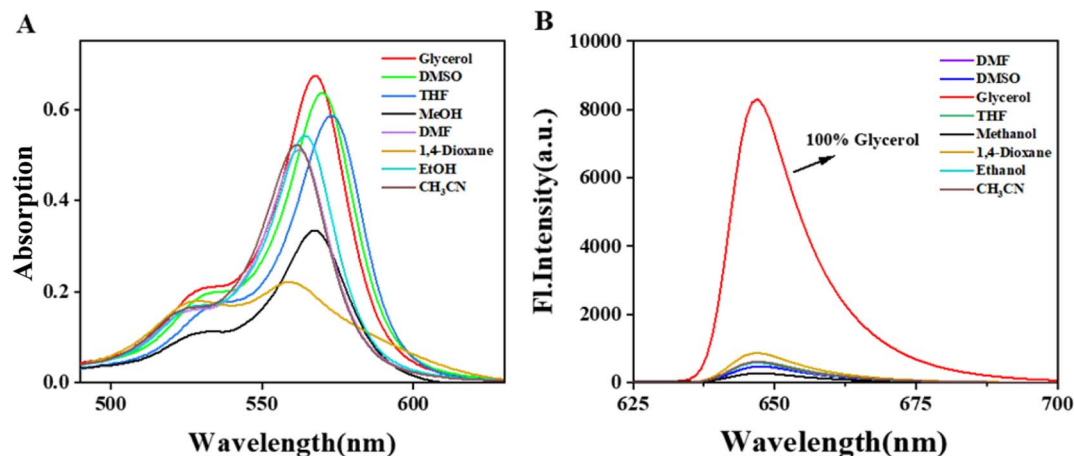 A
Absorption
0.6
0.4
0.2
0.0
500
550
600
Wavelength(nm)
Glycerol
DMSO
THF
MeOH
DMF
1,4-Dioxane
EtOH
CH₃CN
B
Fl.Intensity(a.u.)
10000
8000
6000
4000
2000
0
625
650
675
700
Wavelength(nm)
DMF
DMSO
Glycerol
THF
Methanol
1,4-Dioxane
Ethanol
CH₃CN
100% Glycerol